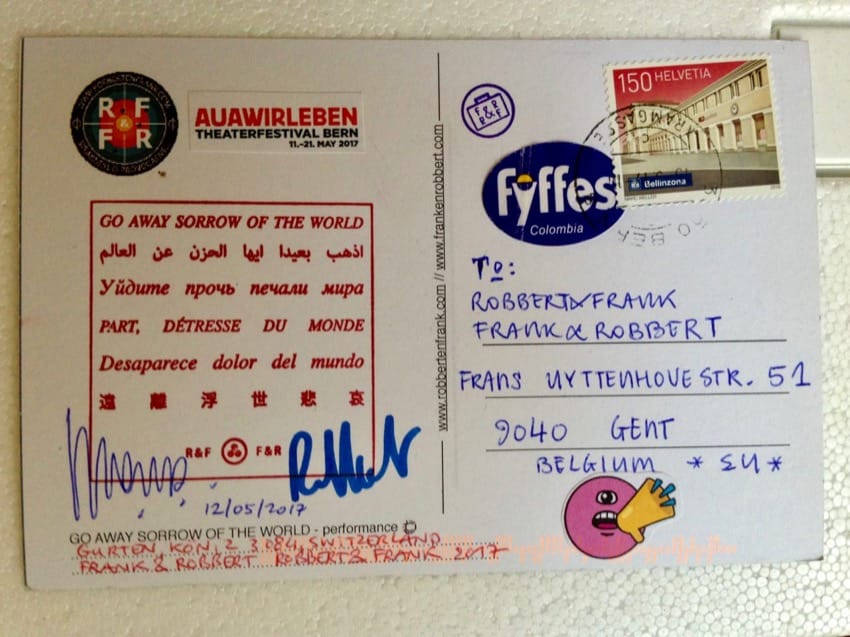 R F
F R
AUAWIRLEBEN
THEATERFESTIVAL BERN
11.–21. MAY 2017
GO AWAY SORROW OF THE WORLD
اذهب بعيدا ايها الحزن عن العالم
Уйдите прочь печали мира
PART, DÉTRESSE DU MONDE
Desaparece dolor del mundo
遠離浮世悲哀
R&F F&R
12/05/2017
GO AWAY SORROW OF THE WORLD - performance ©
GURTEN, KÖNIZ 3084, SWITZERLAND
FRANK & ROBBERT ROBBERT & FRANK 2017
www.robbertenfrank.com // www.frankenrobbert.com
F&R
R&F
150 HELVETIA
Bellinzona
fyffes
Colombia
TO:
ROBBERT & FRANK
FRANK & ROBBERT
FRANS UYTTENHOVESTR. 51
9040 GENT
BELGIUM * EU *